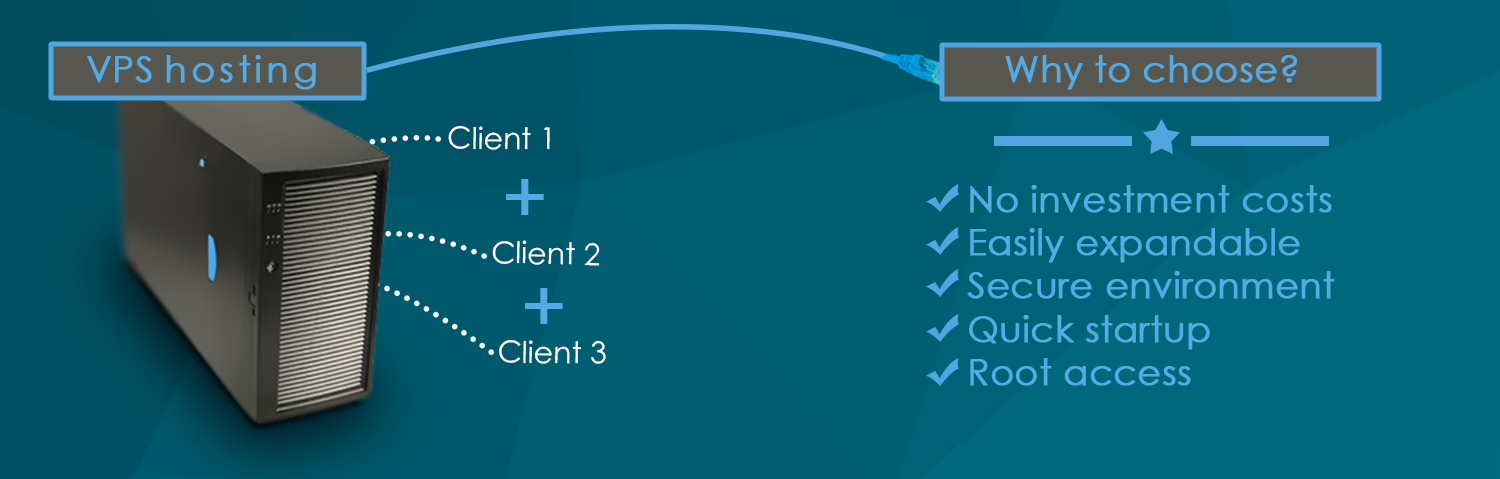 VPS hosting
Client 1
+
Client 2
+
Client 3
Why to choose?
No investment costs
Easily expandable
Secure environment
Quick startup
Root access